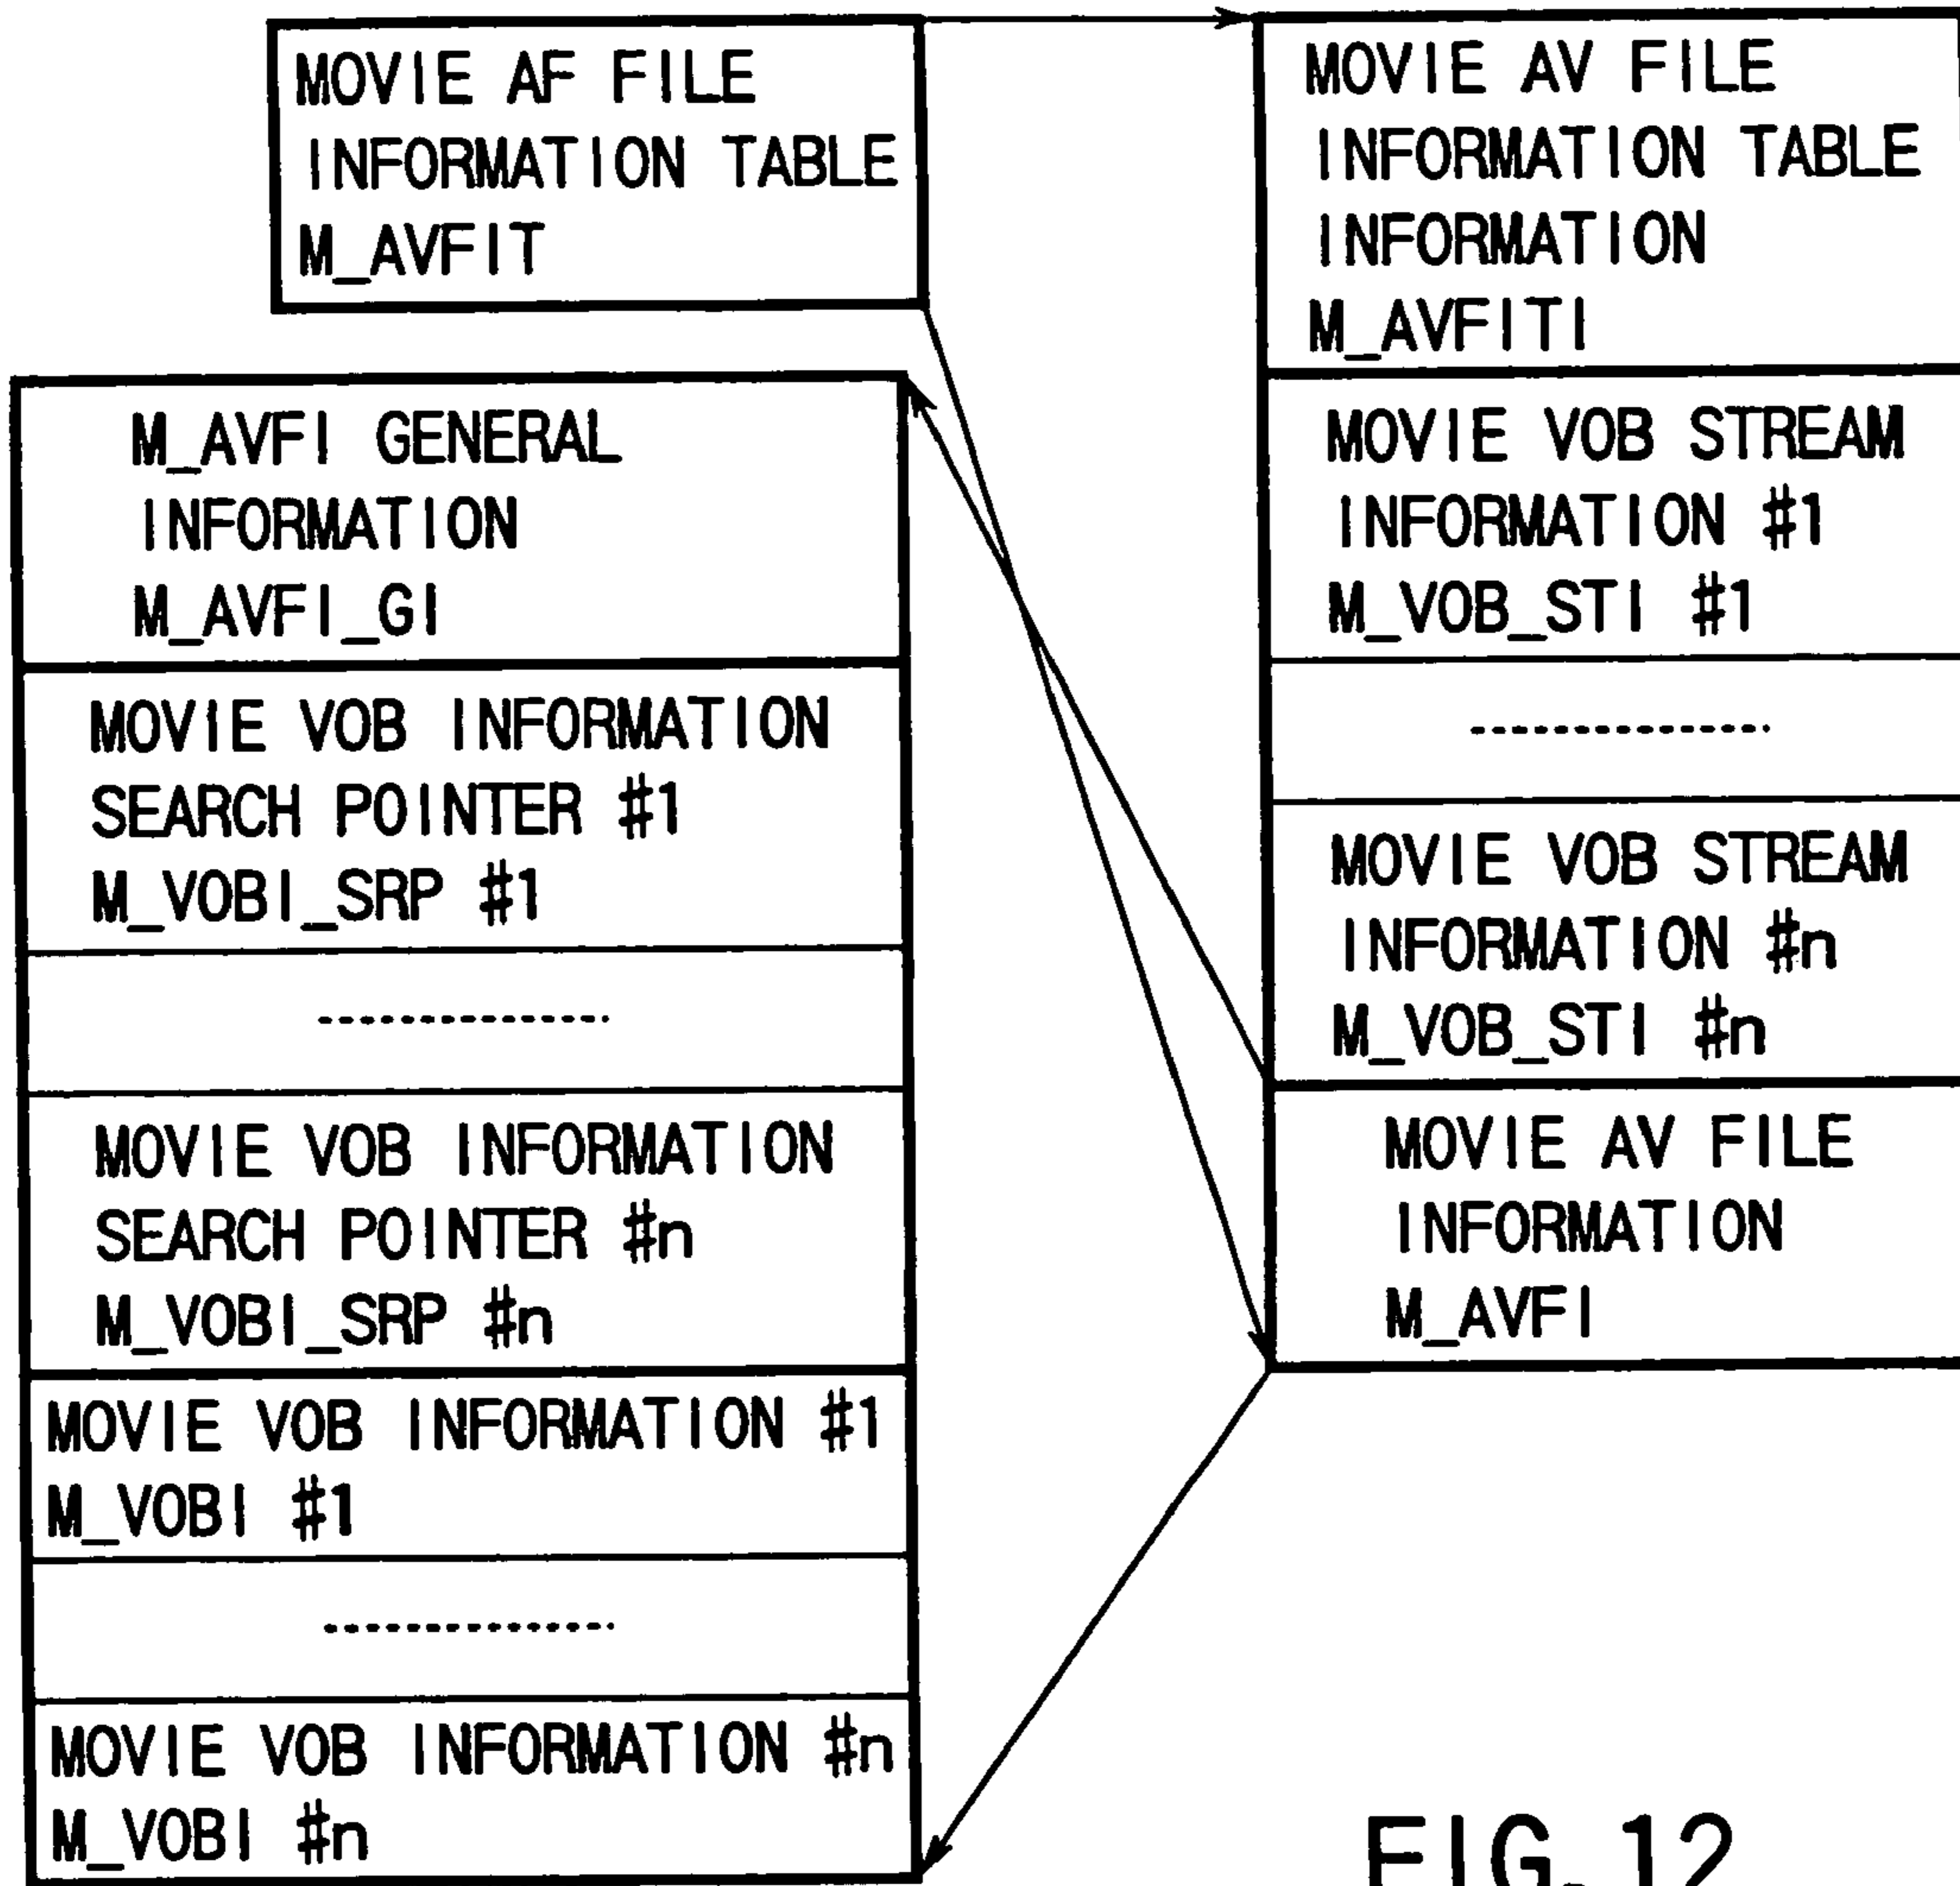 MOVIE AF FILE
INFORMATION TABLE
M_AVFIT
MOVIE AV FILE
INFORMATION TABLE
INFORMATION
M_AVFITI
MOVIE VOB STREAM
INFORMATION #1
M_VOB_STI #1
MOVIE VOB STREAM
INFORMATION #n
M_VOB_STI #n
MOVIE AV FILE
INFORMATION
M_AVFI
M_AVFI GENERAL
INFORMATION
M_AVFI_GI
MOVIE VOB INFORMATION
SEARCH POINTER #1
M_VOBI_SRP #1
MOVIE VOB INFORMATION
SEARCH POINTER #n
M_VOBI_SRP #n
MOVIE VOB INFORMATION #1
M_VOBI #1
MOVIE VOB INFORMATION #n
M_VOBI #n
FIG. 12